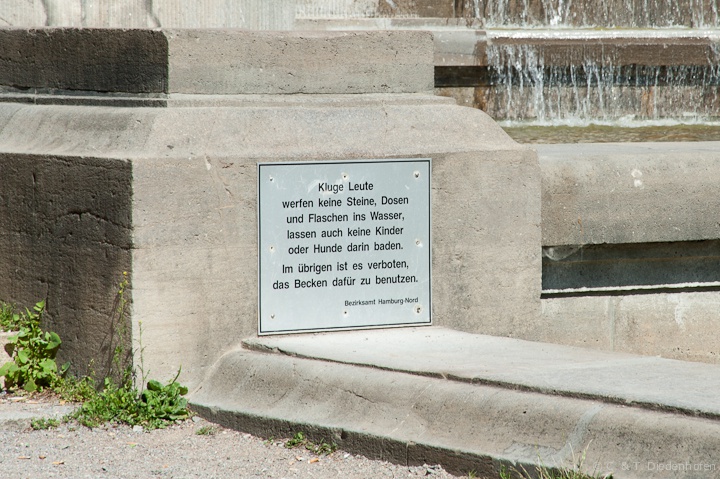 Kluge Leute
werfen keine Steine, Dosen
und Flaschen ins Wasser,
lassen auch keine Kinder
oder Hunde darin baden.
Im übrigen ist es verboten,
das Becken dafür zu benutzen.
Bezirksamt Hamburg-Nord
C. & T. Diedenhofen